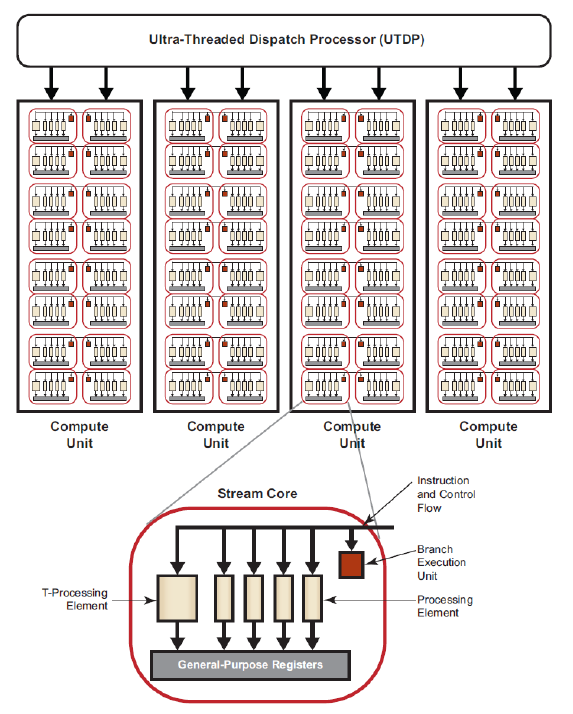 Ultra-Threaded Dispatch Processor (UTDP)
Compute
Unit
Compute
Unit
Compute
Unit
Compute
Unit
Stream Core
Instruction
and Control
Flow
Branch
Execution
Unit
T-Processing
Element
Processing
Element
General-Purpose Registers